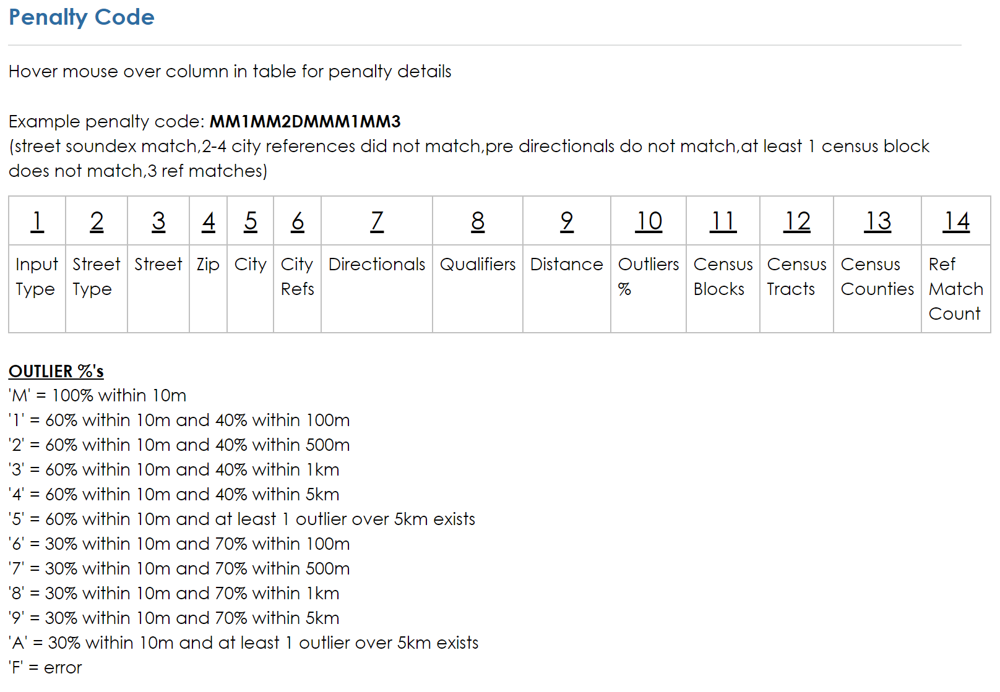 Penalty Code
Hover mouse over column in table for penalty details
Example penalty code: MM1MM2DMMM1MM3
(street soundex match,2-4 city references did not match,pre directionals do not match,at least 1 census block
does not match,3 ref matches)
1 2 3 4 5 6 7 8 9 10 11 12 13 14
Input Type Street Type Street Zip City City Refs Directionals Qualifiers Distance Outliers % Census Blocks Census Tracts Census Counties Ref Match Count
OUTLIER %'s
'M' = 100% within 10m
'1' = 60% within 10m and 40% within 100m
'2' = 60% within 10m and 40% within 500m
'3' = 60% within 10m and 40% within 1km
'4' = 60% within 10m and 40% within 5km
'5' = 60% within 10m and at least 1 outlier over 5km exists
'6' = 30% within 10m and 70% within 100m
'7' = 30% within 10m and 70% within 500m
'8' = 30% within 10m and 70% within 1km
'9' = 30% within 10m and 70% within 5km
'A' = 30% within 10m and at least 1 outlier over 5km exists
'F' = error